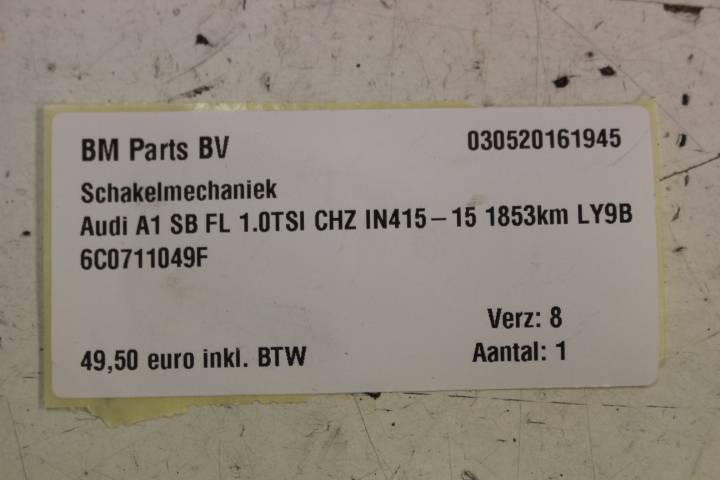 BM Parts BV 030520161945
Schakelmechaniek
Audi A1 SB FL 1.0TSI CHZ IN415-15 1853km LY9B
6C0711049F
Verz: 8
49,50 euro inkl. BTW Aantal: 1